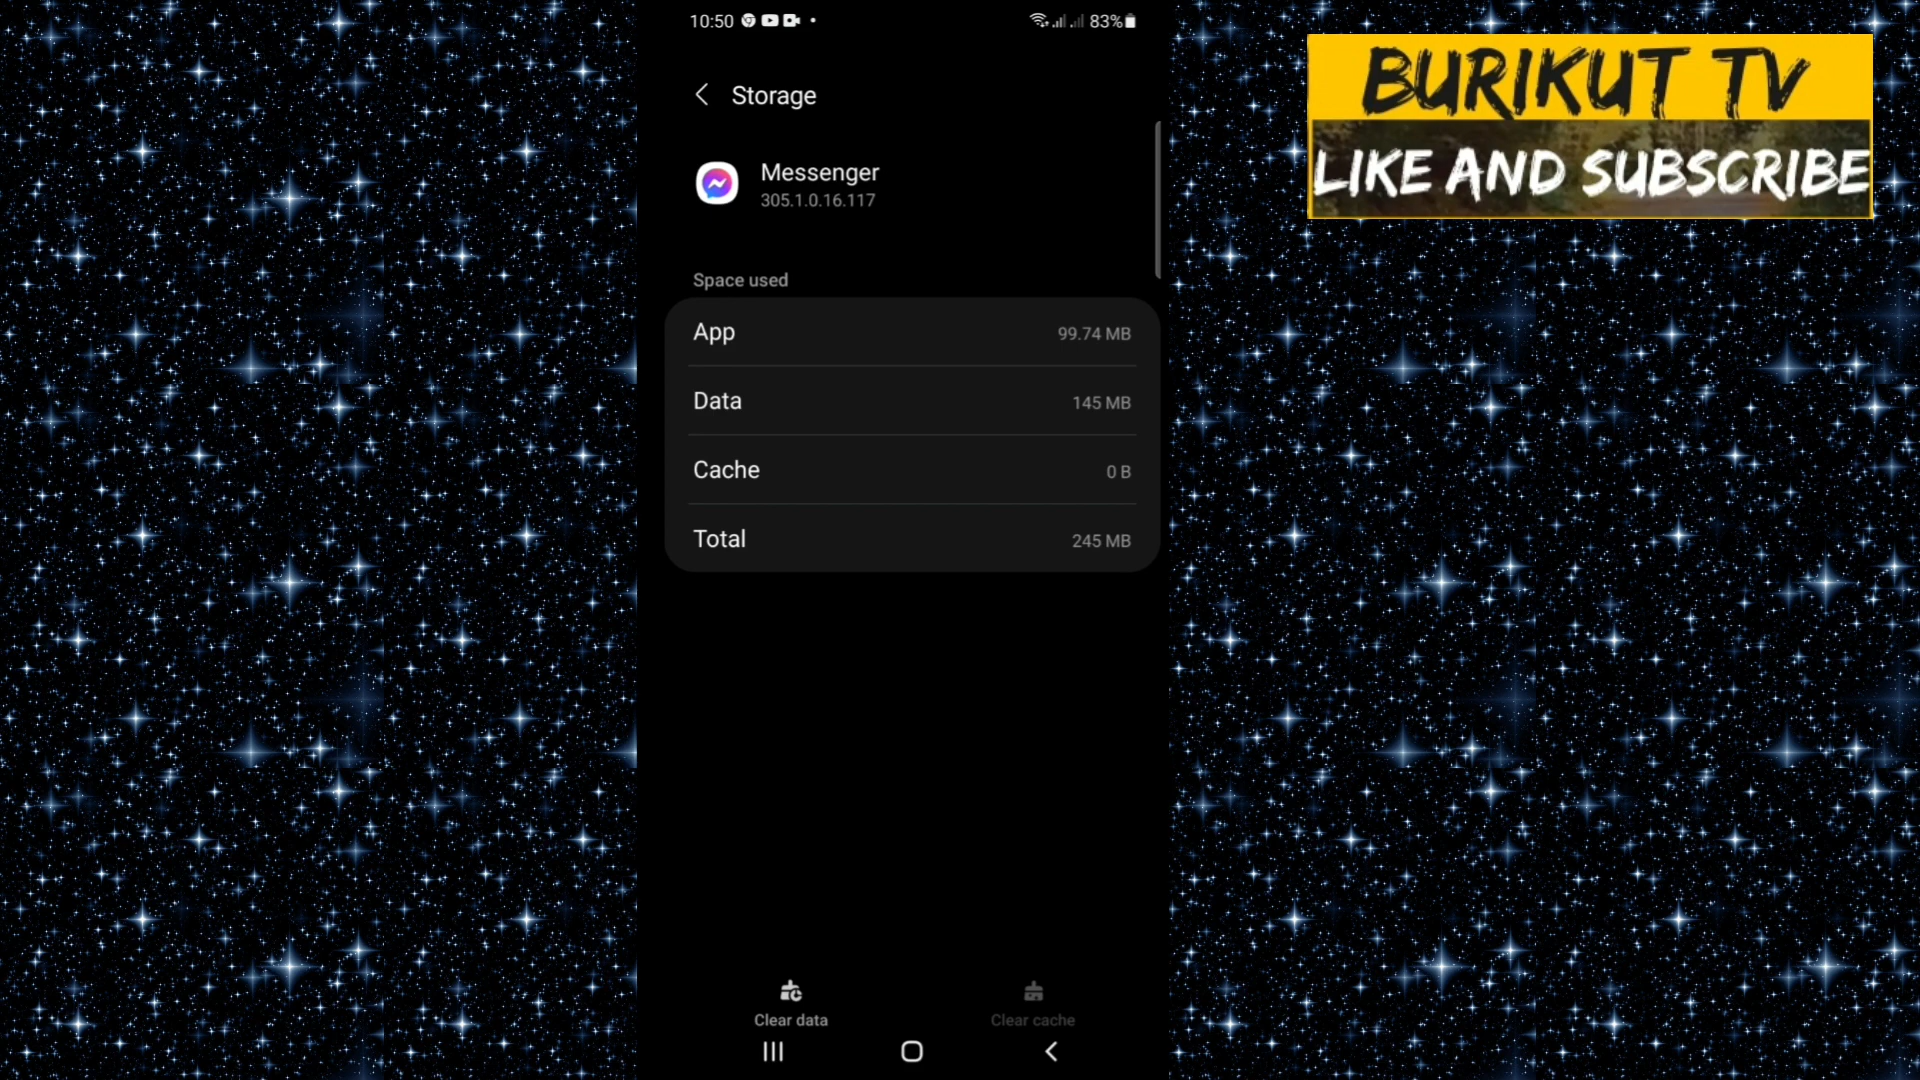 10:50 83%
BURIKUT TV
LIKE AND SUBSCRIBE
Storage
Messenger
305.1.0.16.117
Space used
App 99.74 MB
Data 145 MB
Cache 0 B
Total 245 MB
Clear data Clear cache